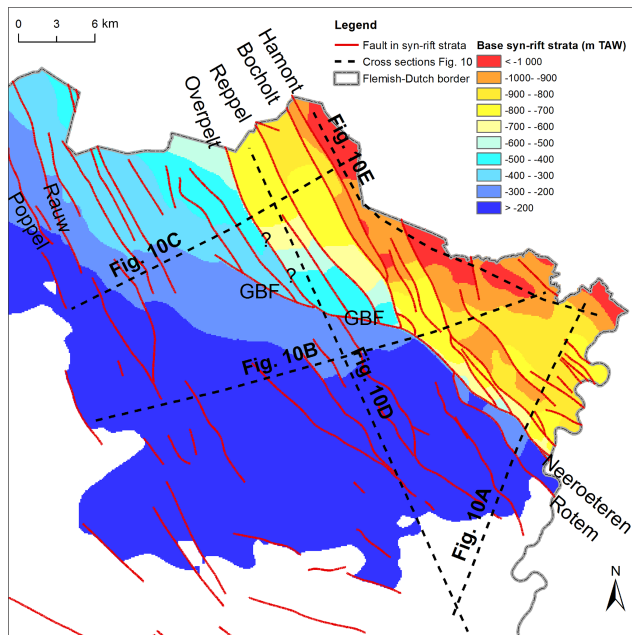 0 3 6 km
Legend
Fault in syn-rift strata
Cross sections Fig. 10
Flemish-Dutch border
Base syn-rift strata (m TAW)
< -1 000
-1000- -900
-900 - -800
-800 - -700
-700 - -600
-600 - -500
-500 - -400
-400 - -300
-300 - -200
> -200
Hamont
Bocholt
Reppel
Overpelt
Rauw
Poppel
Fig. 10E
Fig. 10C
?
?
GBF
GBF
Fig. 10B
Fig. 10D
Fig. 10A
Neeroeteren
Rotem
N